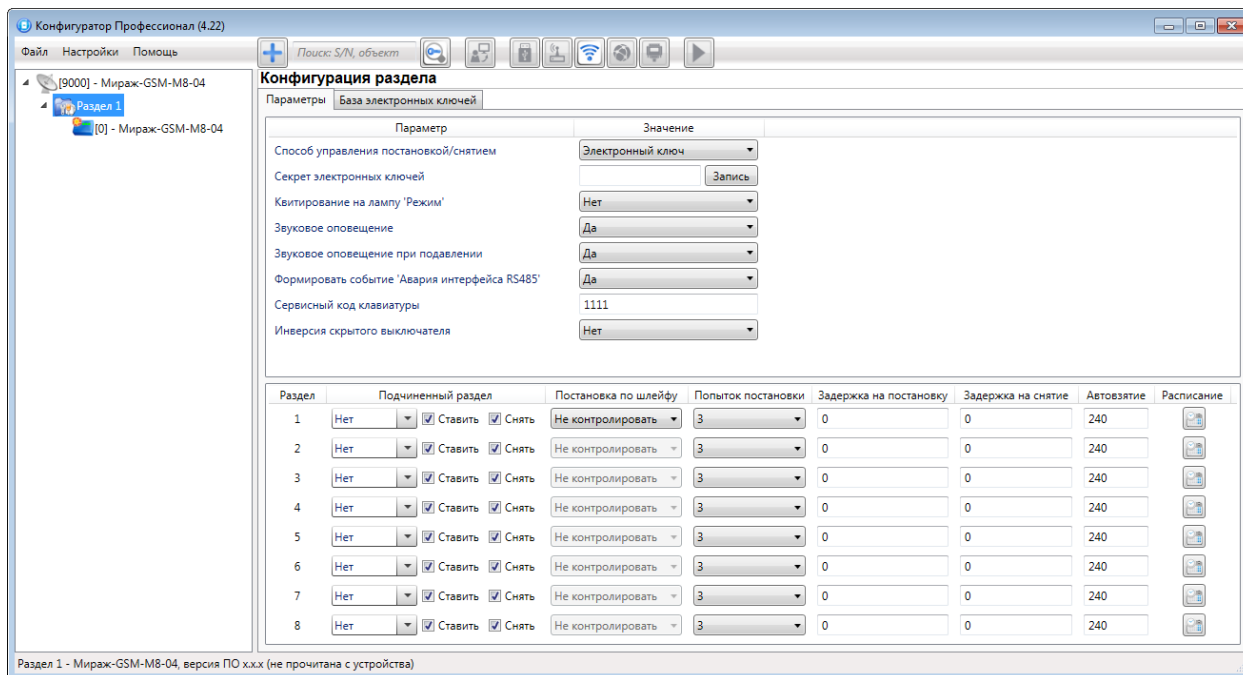 Конфигуратор Профессионал (4.22)
Файл Настройки Помощь Поиск: S/N, объект
[9000] - Мираж-GSM-M8-04
Раздел 1
[0] - Мираж-GSM-M8-04
Конфигурация раздела
Параметры База электронных ключей
Параметр Значение
Способ управления постановкой/снятием Электронный ключ
Секрет электронных ключей Запись
Квитирование на лампу 'Режим' Нет
Звуковое оповещение Да
Звуковое оповещение при подавлении Да
Формировать событие 'Авария интерфейса RS485' Да
Сервисный код клавиатуры 1111
Инверсия скрытого выключателя Нет
Раздел Подчиненный раздел Постановка по шлейфу Попыток постановки Задержка на постановку Задержка на снятие Автовзятие Расписание
1 Нет Ставить Снять Не контролировать 3 0 0 240
2 Нет Ставить Снять Не контролировать 3 0 0 240
3 Нет Ставить Снять Не контролировать 3 0 0 240
4 Нет Ставить Снять Не контролировать 3 0 0 240
5 Нет Ставить Снять Не контролировать 3 0 0 240
6 Нет Ставить Снять Не контролировать 3 0 0 240
7 Нет Ставить Снять Не контролировать 3 0 0 240
8 Нет Ставить Снять Не контролировать 3 0 0 240
Раздел 1 - Мираж-GSM-M8-04, версия ПО x.x.x (не прочитана с устройства)